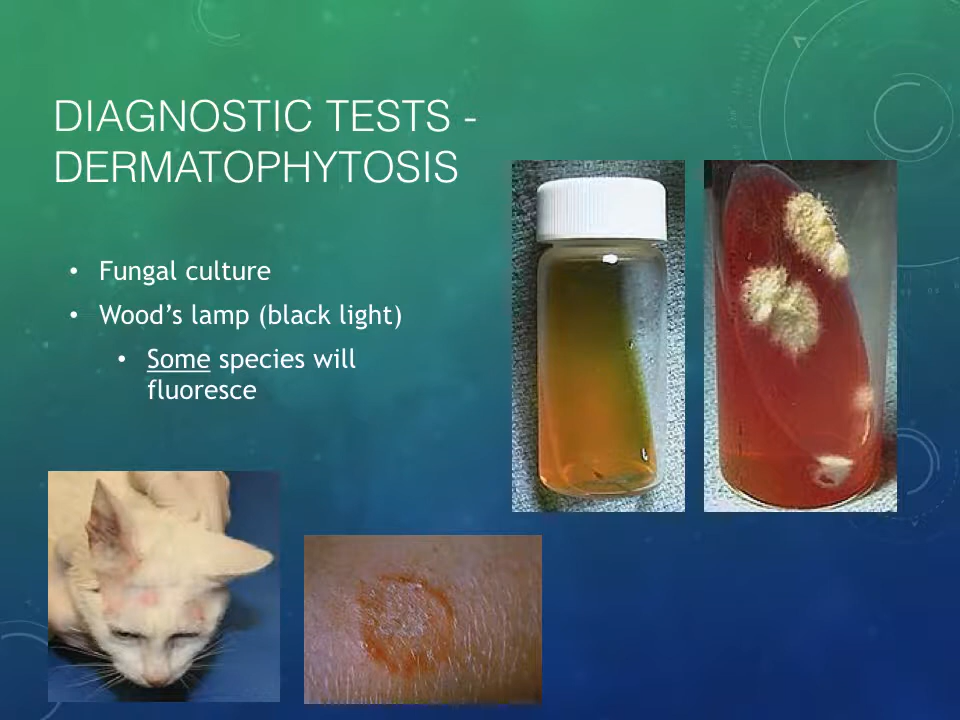 DIAGNOSTIC TESTS -
DERMATOPHYTOSIS
• Fungal culture
• Wood’s lamp (black light)
• Some species will
fluoresce